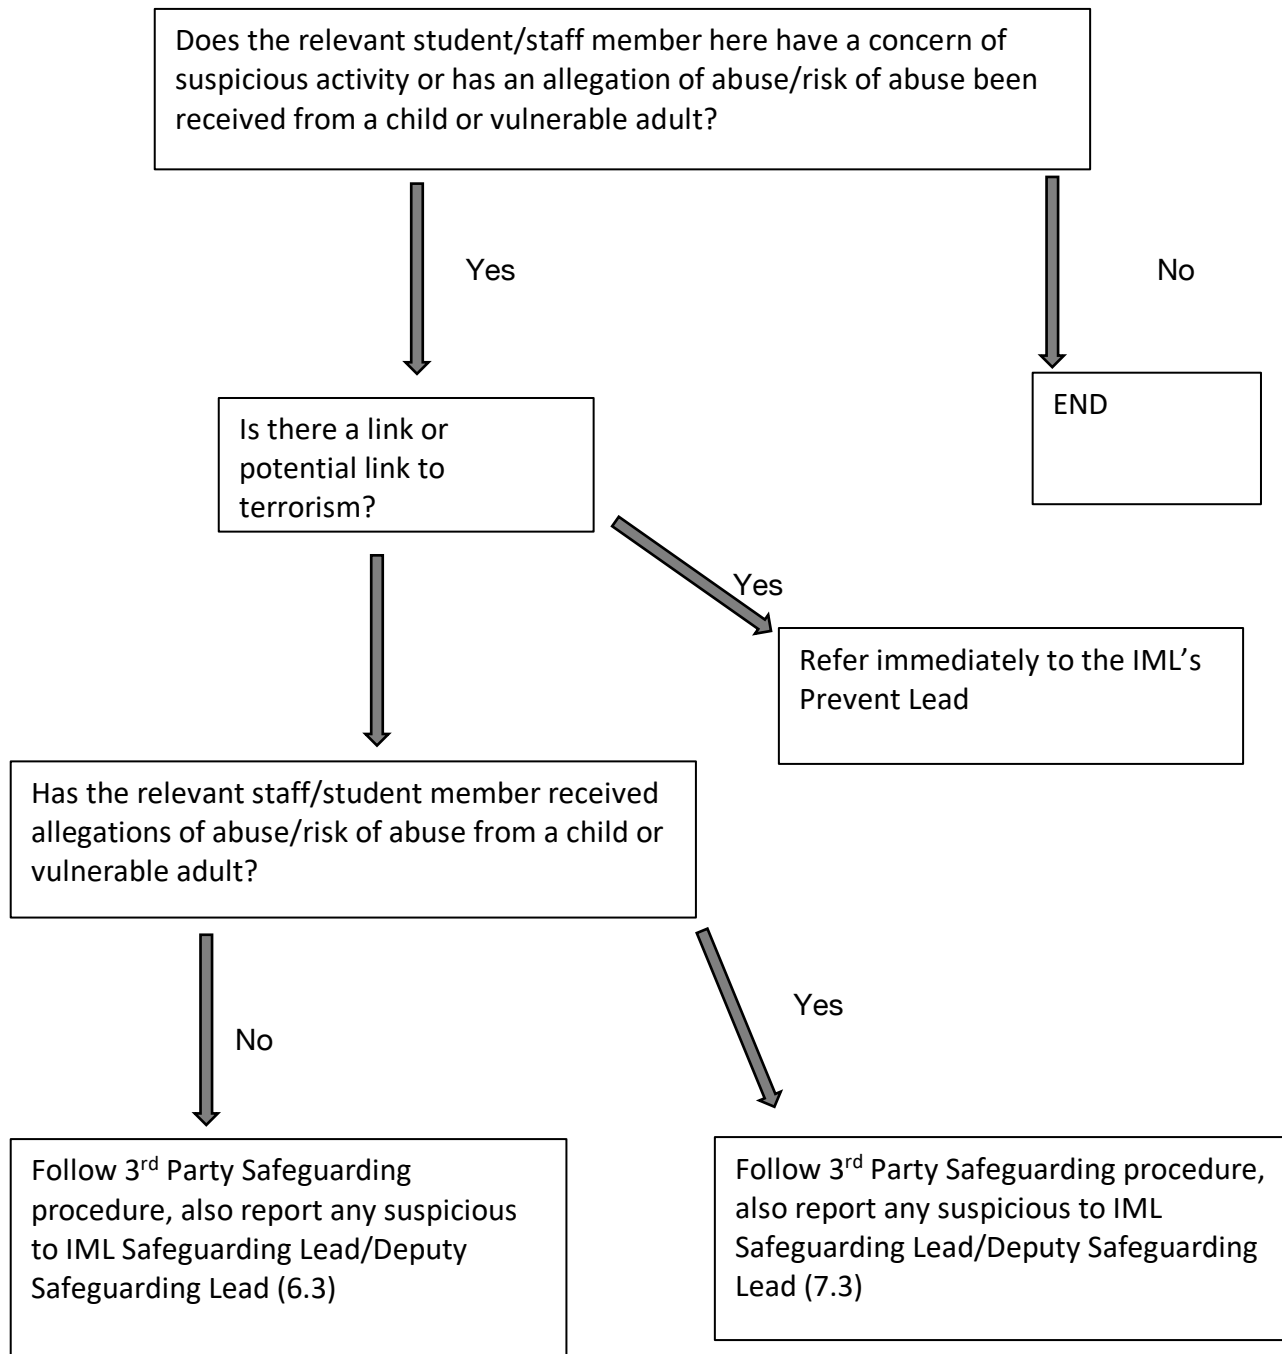 Does the relevant student/staff member here have a concern of
suspicious activity or has an allegation of abuse/risk of abuse been
received from a child or vulnerable adult?
Yes
No
END
Is there a link or
potential link to
terrorism?
Yes
Refer immediately to the IML’s
Prevent Lead
Has the relevant staff/student member received
allegations of abuse/risk of abuse from a child or
vulnerable adult?
No
Yes
Follow 3rd Party Safeguarding
procedure, also report any suspicious
to IML Safeguarding Lead/Deputy
Safeguarding Lead (6.3)
Follow 3rd Party Safeguarding procedure,
also report any suspicious to IML
Safeguarding Lead/Deputy Safeguarding
Lead (7.3)